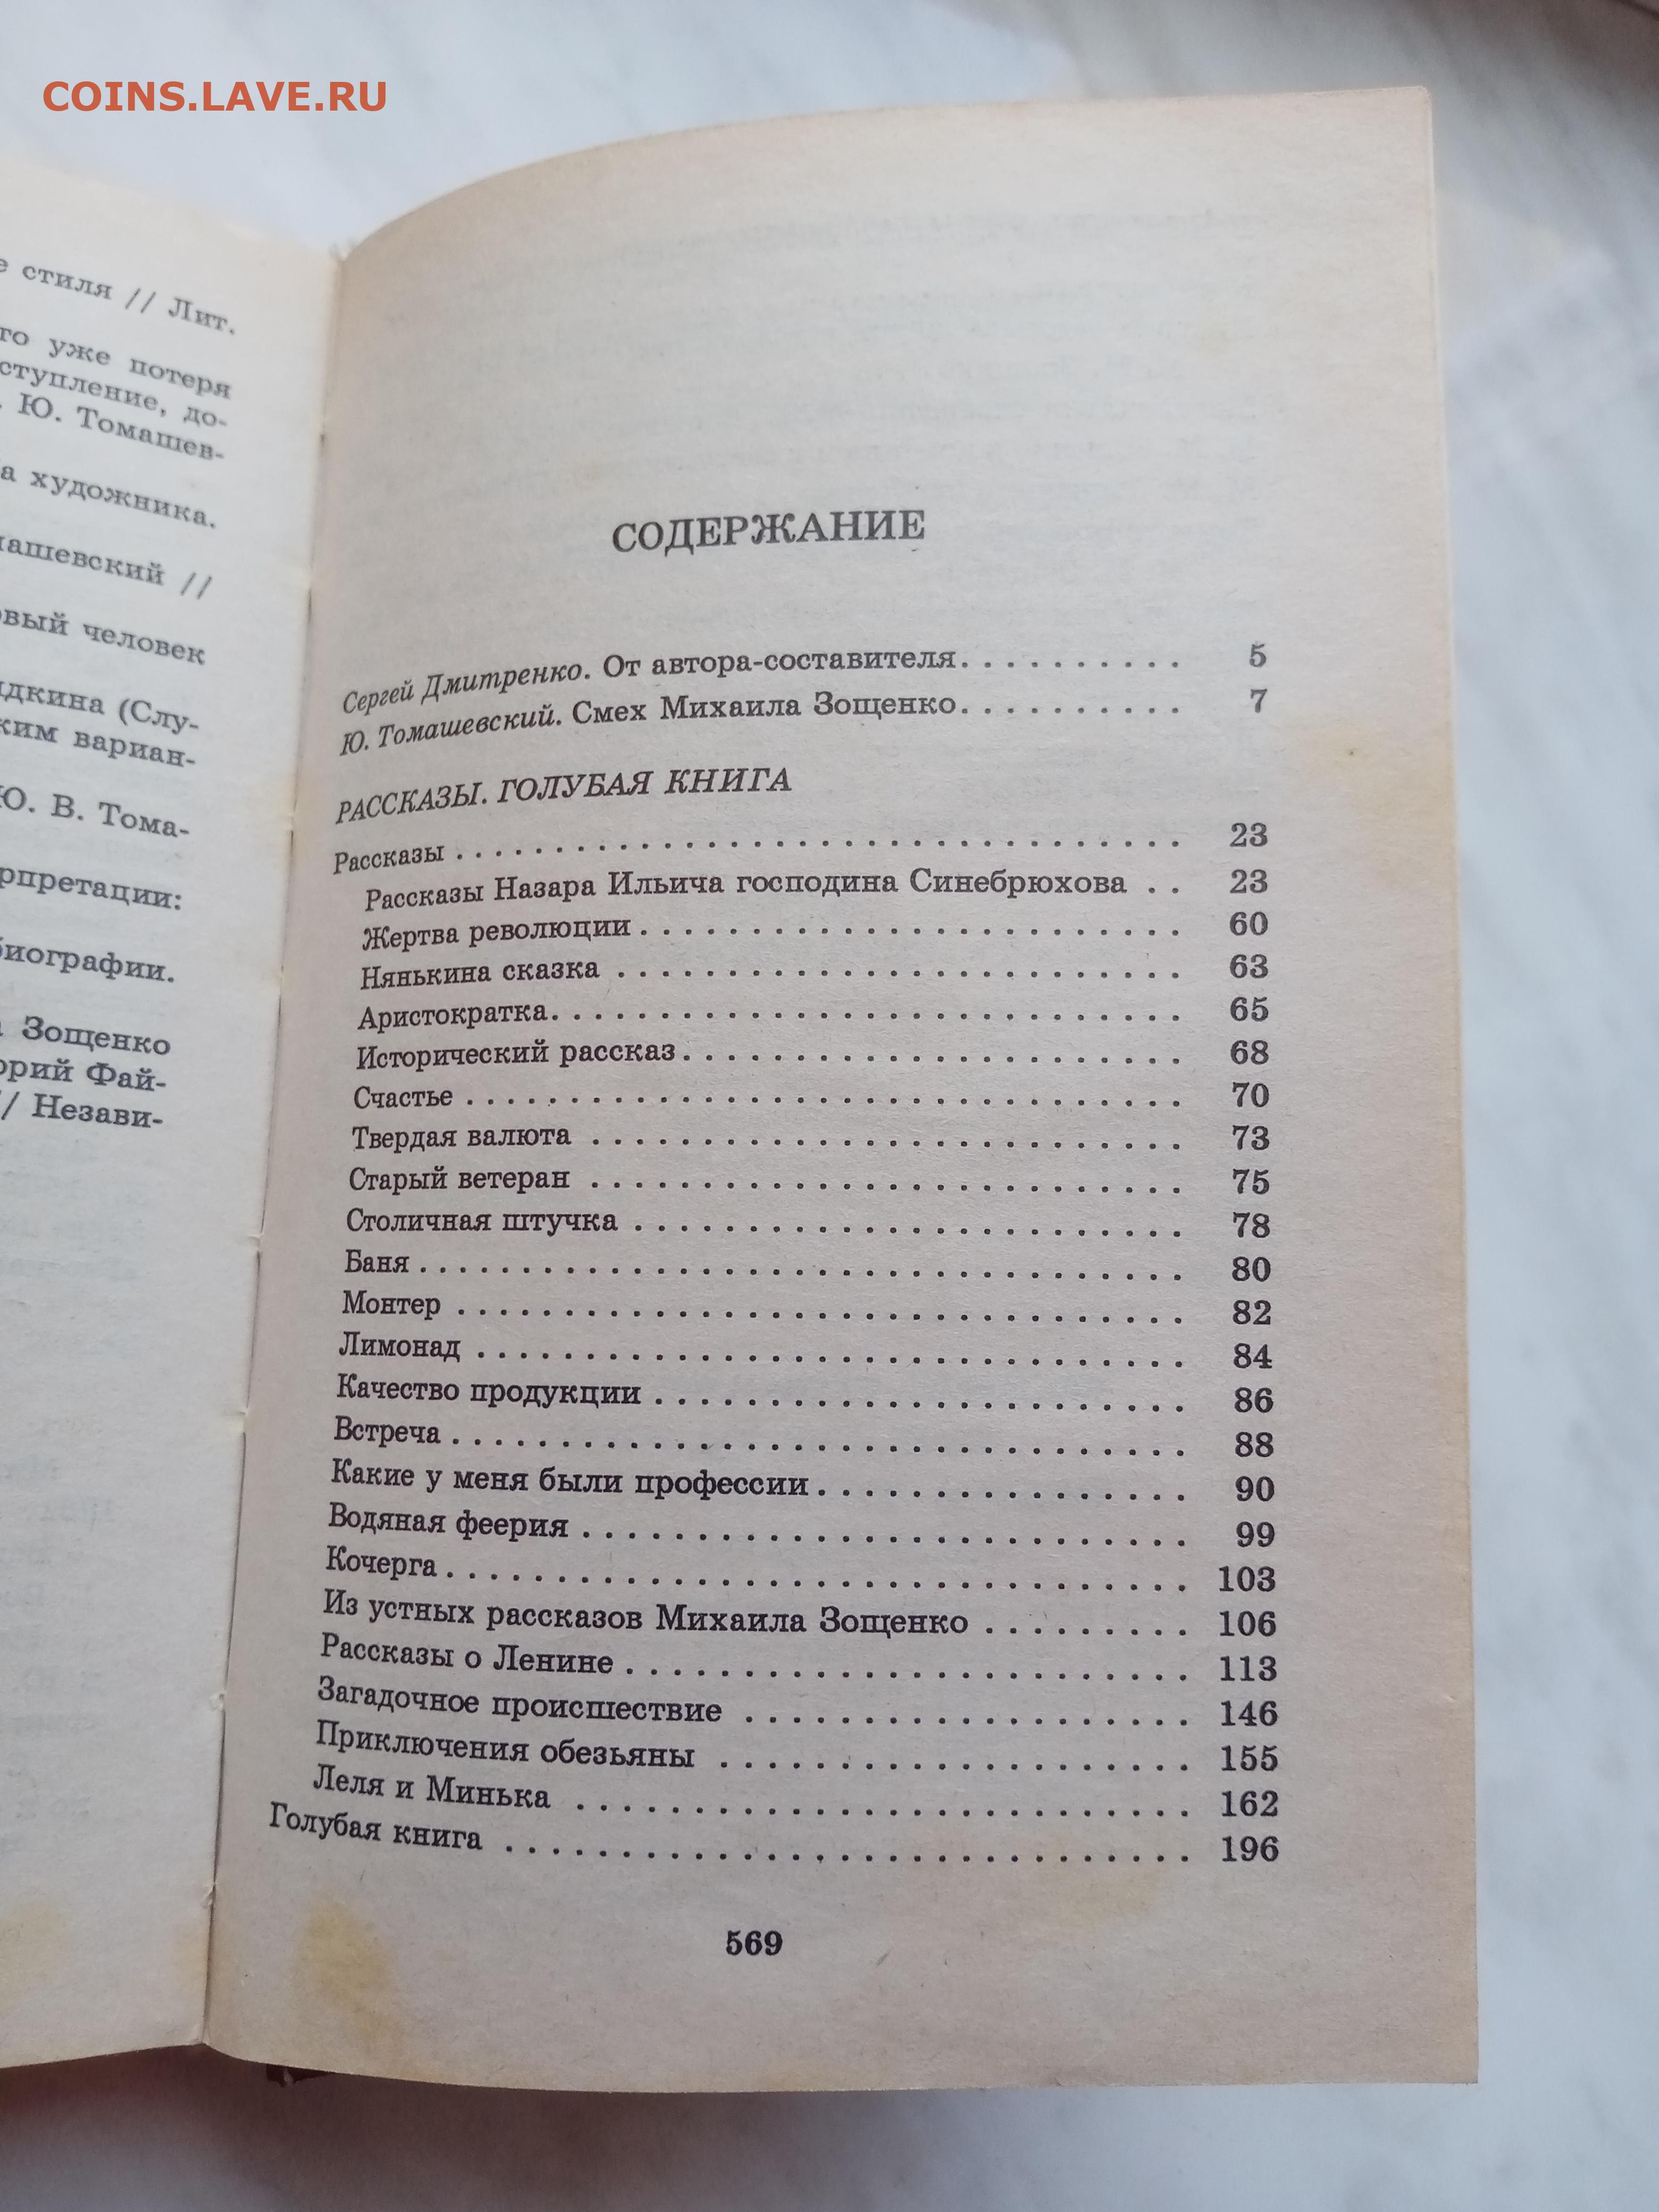 COINS.LAVE.RU
е стиля // Лит.
то уже потеря
ступление, до-
. Ю. Томашев-
а художника.
машевский //
овый человек
(Слу-
ким вариан-
Ю. В. Тома-
рпретации:
биографии.
а Зощенко
орий Фай-
// Незави-
СОДЕРЖАНИЕ
Сергей Дмитренко. От автора-составителя. . . . . . . . . . 5
Ю. Томашевский. Смех Михаила Зощенко. . . . . . . . . . 7
РАССКАЗЫ. ГОЛУБАЯ КНИГА
Рассказы . . . . . . . . . . 23
Рассказы Назара Ильича господина Синебрюхова . . 23
Жертва революции . . . . . . . . . . 60
Нянькина сказка . . . . . . . . . . 63
Аристократка. . . . . . . . . . 65
Исторический рассказ. . . . . . . . . . 68
Счастье . . . . . . . . . . 70
Твердая валюта . . . . . . . . . . 73
Старый ветеран . . . . . . . . . . 75
Столичная штучка . . . . . . . . . . 78
Баня . . . . . . . . . . 80
Монтер . . . . . . . . . . 82
Лимонад . . . . . . . . . . 84
Качество продукции . . . . . . . . . . 86
Встреча . . . . . . . . . . 88
Какие у меня были профессии . . . . . . . . . . 90
Водяная феерия . . . . . . . . . . 99
Кочерга . . . . . . . . . . 103
Из устных рассказов Михаила Зощенко . . . . . . . . . 106
Рассказы о Ленине . . . . . . . . . . 113
Загадочное происшествие . . . . . . . . . . 146
Приключения обезьяны . . . . . . . . . . 155
Леля и Минька . . . . . . . . . . 162
Голубая книга . . . . . . . . . . 196
569